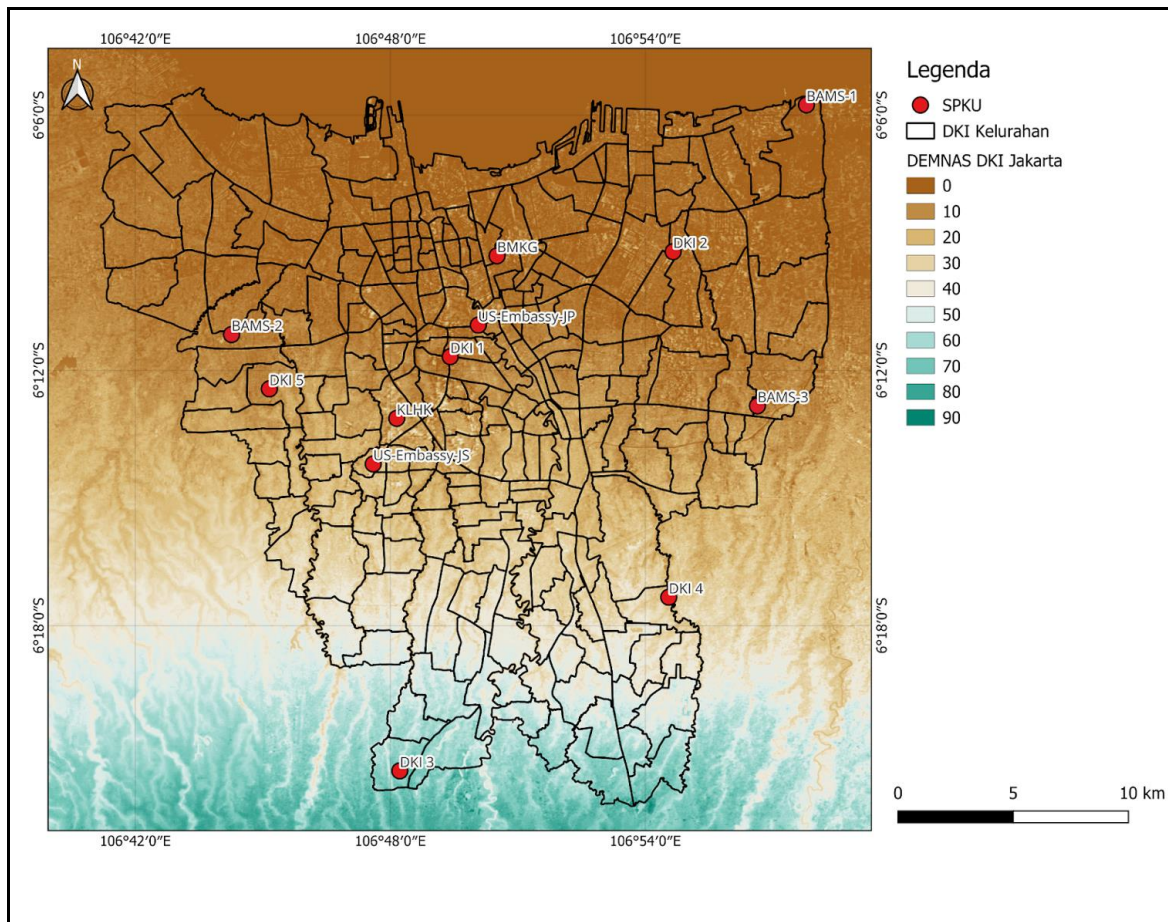 106°42′0″E 106°48′0″E 106°54′0″E
N
6°6′0″S
6°12′0″S
6°18′0″S
BAMS-1
BMKG
DKI 2
US-Embassy-JP
BAMS-2
DKI 1
DKI 5
BAMS-3
KLHK
US-Embassy-JS
DKI 4
DKI 3
6°6′0″S
6°12′0″S
6°18′0″S
106°42′0″E 106°48′0″E 106°54′0″E
Legenda
SPKU
DKI Kelurahan
DEMNAS DKI Jakarta
0
10
20
30
40
50
60
70
80
90
0 5 10 km